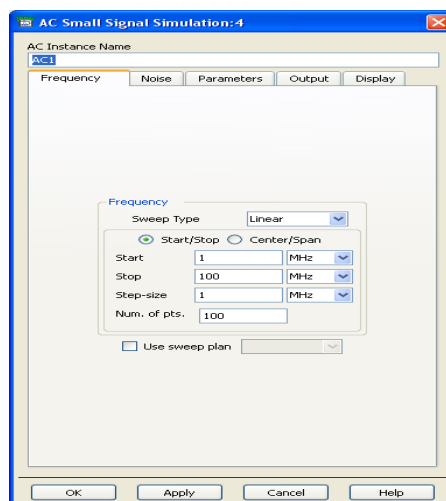 AC Small Signal Simulation:4
AC Instance Name
AC1
Frequency Noise Parameters Output Display
Frequency
Sweep Type Linear
Start/Stop Center/Span
Start 1 MHz
Stop 100 MHz
Step-size 1 MHz
Num. of pts. 100
Use sweep plan
OK Apply Cancel Help